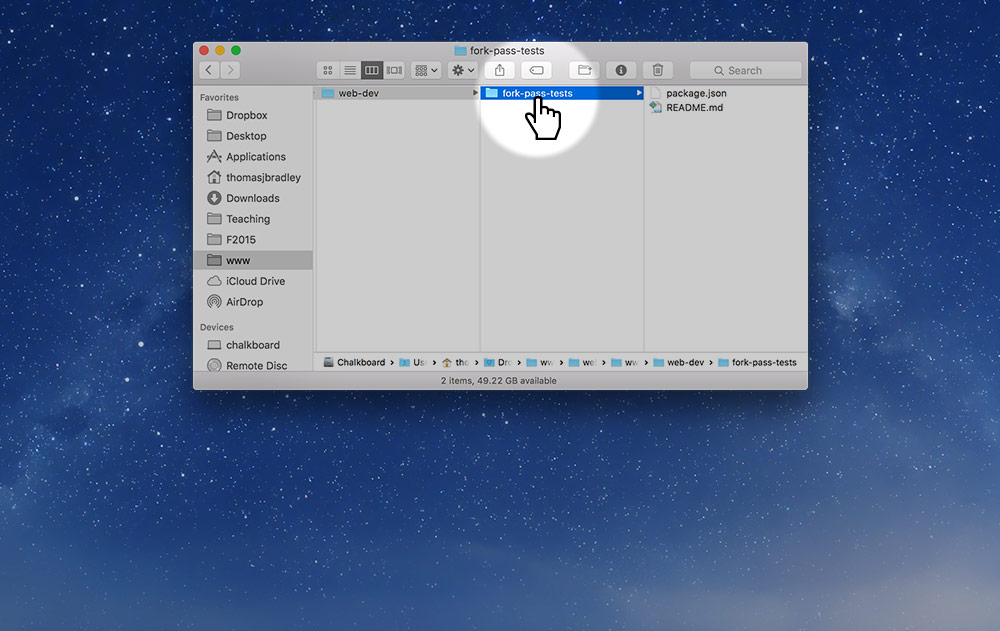 fork-pass-tests
Search
Favorites
Dropbox
Desktop
Applications
thomasjbradley
Downloads
Teaching
F2015
www
iCloud Drive
AirDrop
Devices
chalkboard
Remote Disc
web-dev
fork-pass-tests
package.json
README.md
Chalkboard › Us › tho › Dr › ww › we › ww › web-dev › fork-pass-tests
2 items, 49.22 GB available